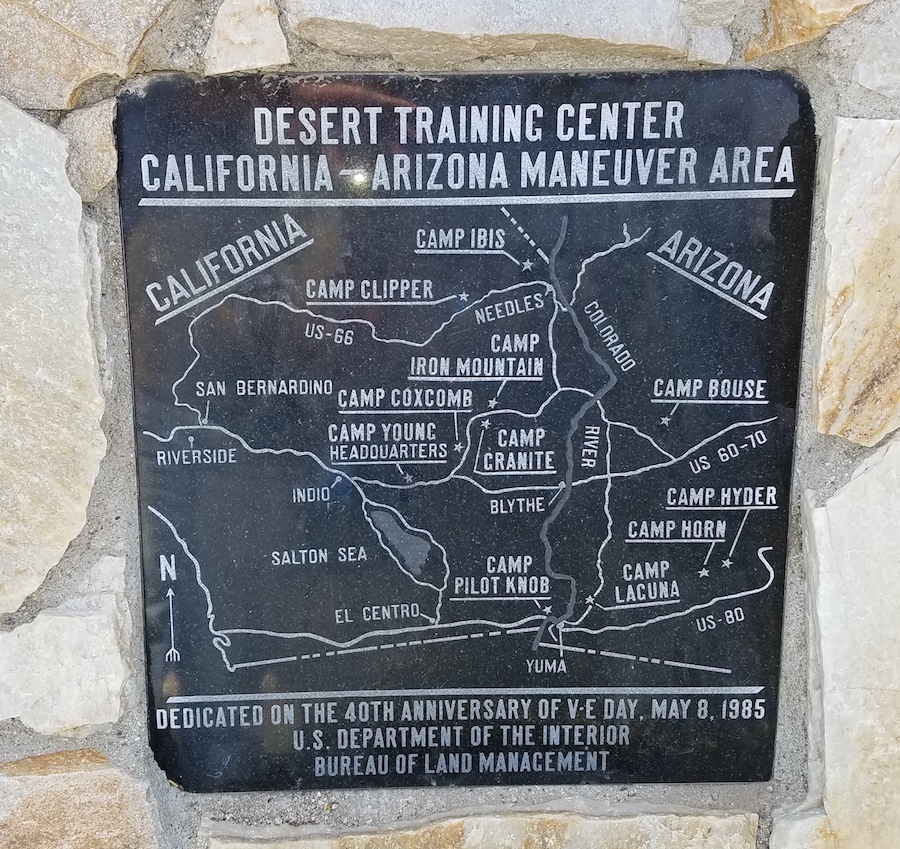 DESERT TRAINING CENTER
CALIFORNIA - ARIZONA MANEUVER AREA
CALIFORNIA
CAMP IBIS
ARIZONA
CAMP CLIPPER
NEEDLES
COLORADO
US-66
CAMP
IRON MOUNTAIN
SAN BERNARDINO
CAMP COXCOMB
CAMP BOUSE
RIVERSIDE
CAMP YOUNG
HEADQUARTERS
CAMP
GRANITE
RIVER
US 60-70
INDIO
BLYTHE
CAMP HYDER
CAMP HORN
SALTON SEA
N
CAMP
PILOT KNOB
CAMP
LAGUNA
EL CENTRO
US-80
YUMA
DEDICATED ON THE 40TH ANNIVERSARY OF V-E DAY, MAY 8, 1985
U.S. DEPARTMENT OF THE INTERIOR
BUREAU OF LAND MANAGEMENT